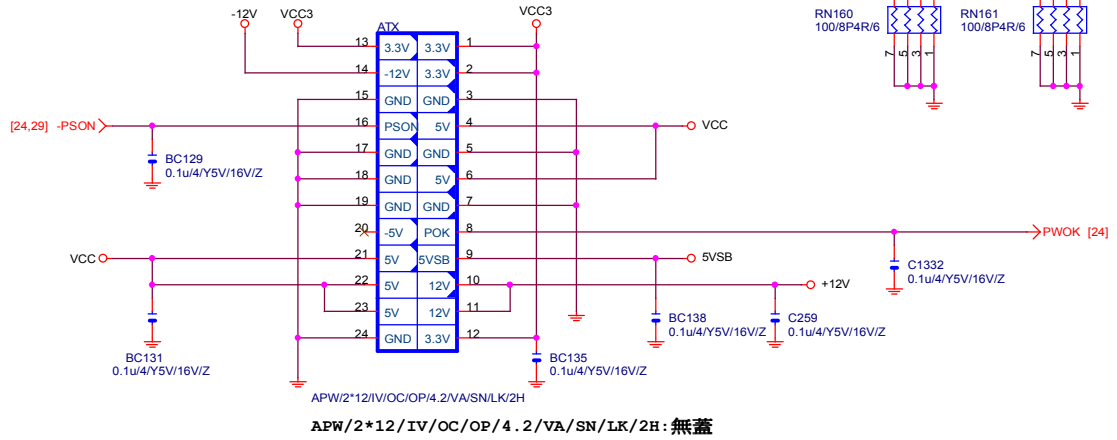 -12V VCC3 VCC3
RN160
100/8P4R/6
7 5 3 1
RN161
100/8P4R/6
7 5 3 1
ATX
13 3.3V 3.3V 1
14 -12V 3.3V 2
15 GND GND 3
[24,29] -PSON 16 PSON 5V 4 VCC
17 GND GND 5
18 GND 5V 6
19 GND GND 7
20 -5V POK 8 PWOK [24]
VCC 21 5V 5VSB 9 5VSB
22 5V 12V 10 +12V
23 5V 12V 11
24 GND 3.3V 12
BC129
0.1u/4/Y5V/16V/Z
C1332
0.1u/4/Y5V/16V/Z
BC131
0.1u/4/Y5V/16V/Z
BC138
0.1u/4/Y5V/16V/Z
C259
0.1u/4/Y5V/16V/Z
BC135
0.1u/4/Y5V/16V/Z
APW/2*12/IV/OC/OP/4.2/VA/SN/LK/2H
APW/2*12/IV/OC/OP/4.2/VA/SN/LK/2H:無蓋